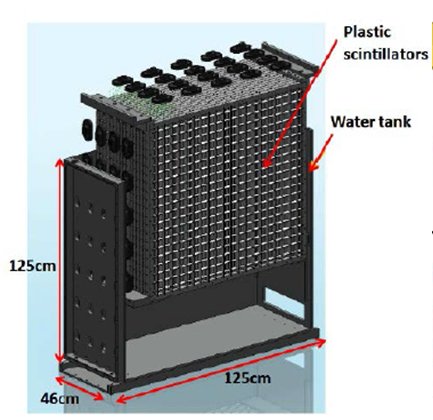 Plastic
scintillators
Water tank
125cm
46cm
125cm